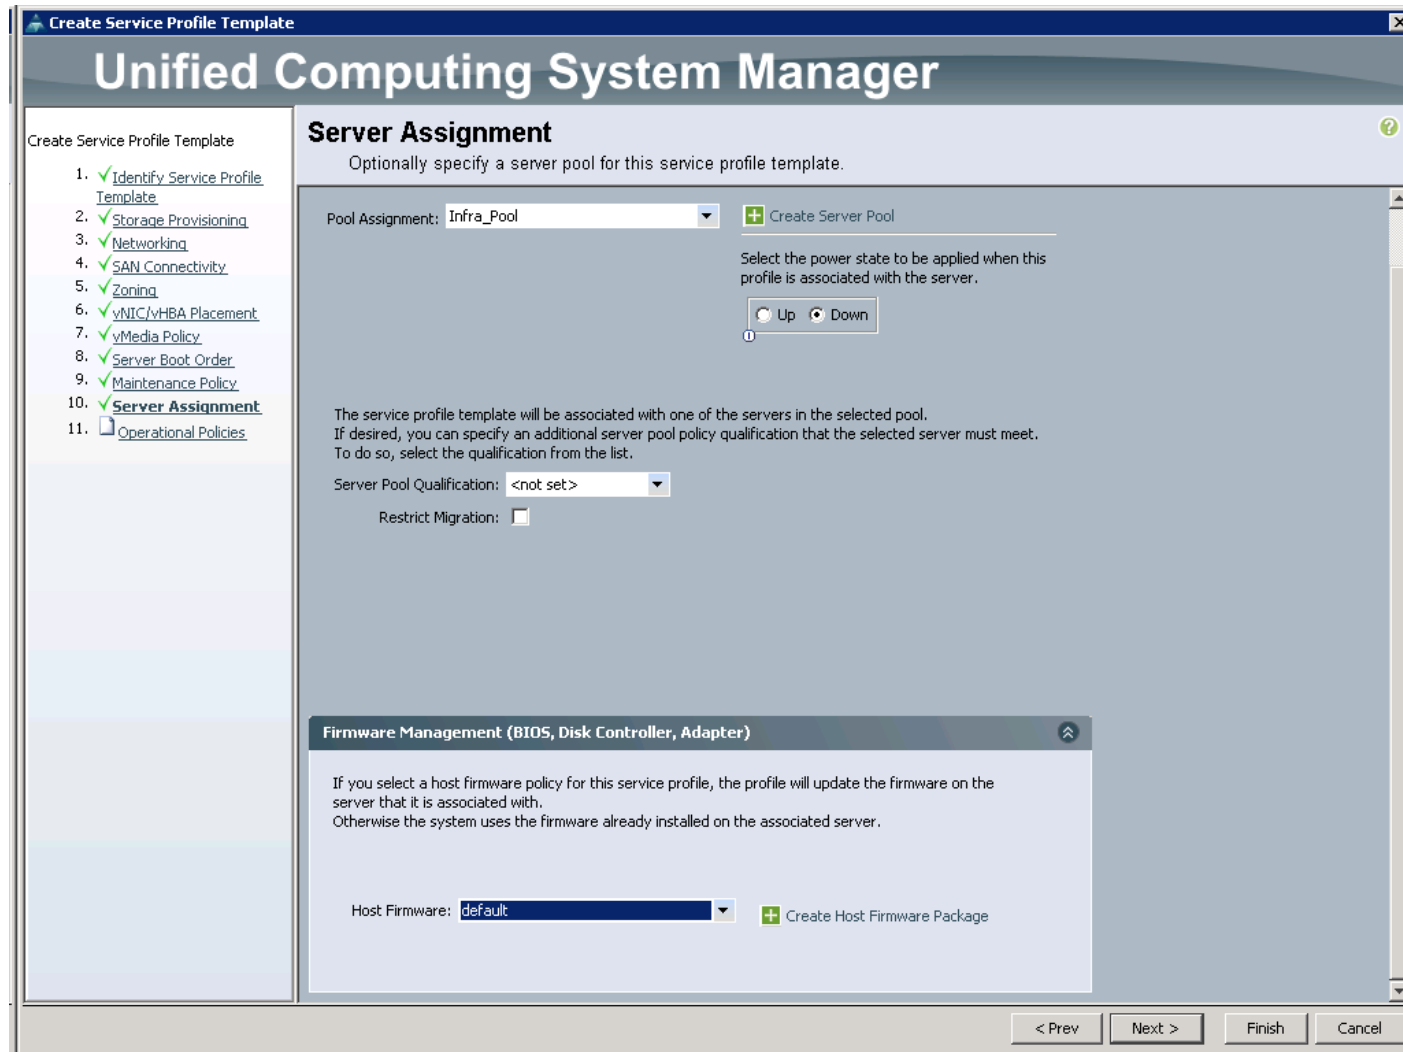 Create Service Profile Template
Unified Computing System Manager
Create Service Profile Template
1. Identify Service Profile
Template
2. Storage Provisioning
3. Networking
4. SAN Connectivity
5. Zoning
6. vNIC/vHBA Placement
7. vMedia Policy
8. Server Boot Order
9. Maintenance Policy
10. Server Assignment
11. Operational Policies
Server Assignment
Optionally specify a server pool for this service profile template.
Pool Assignment: Infra_Pool
Create Server Pool
Select the power state to be applied when this
profile is associated with the server.
Up Down
The service profile template will be associated with one of the servers in the selected pool.
If desired, you can specify an additional server pool policy qualification that the selected server must meet.
To do so, select the qualification from the list.
Server Pool Qualification: <not set>
Restrict Migration:
Firmware Management (BIOS, Disk Controller, Adapter)
If you select a host firmware policy for this service profile, the profile will update the firmware on the
server that it is associated with.
Otherwise the system uses the firmware already installed on the associated server.
Host Firmware: default
Create Host Firmware Package
< Prev Next > Finish Cancel